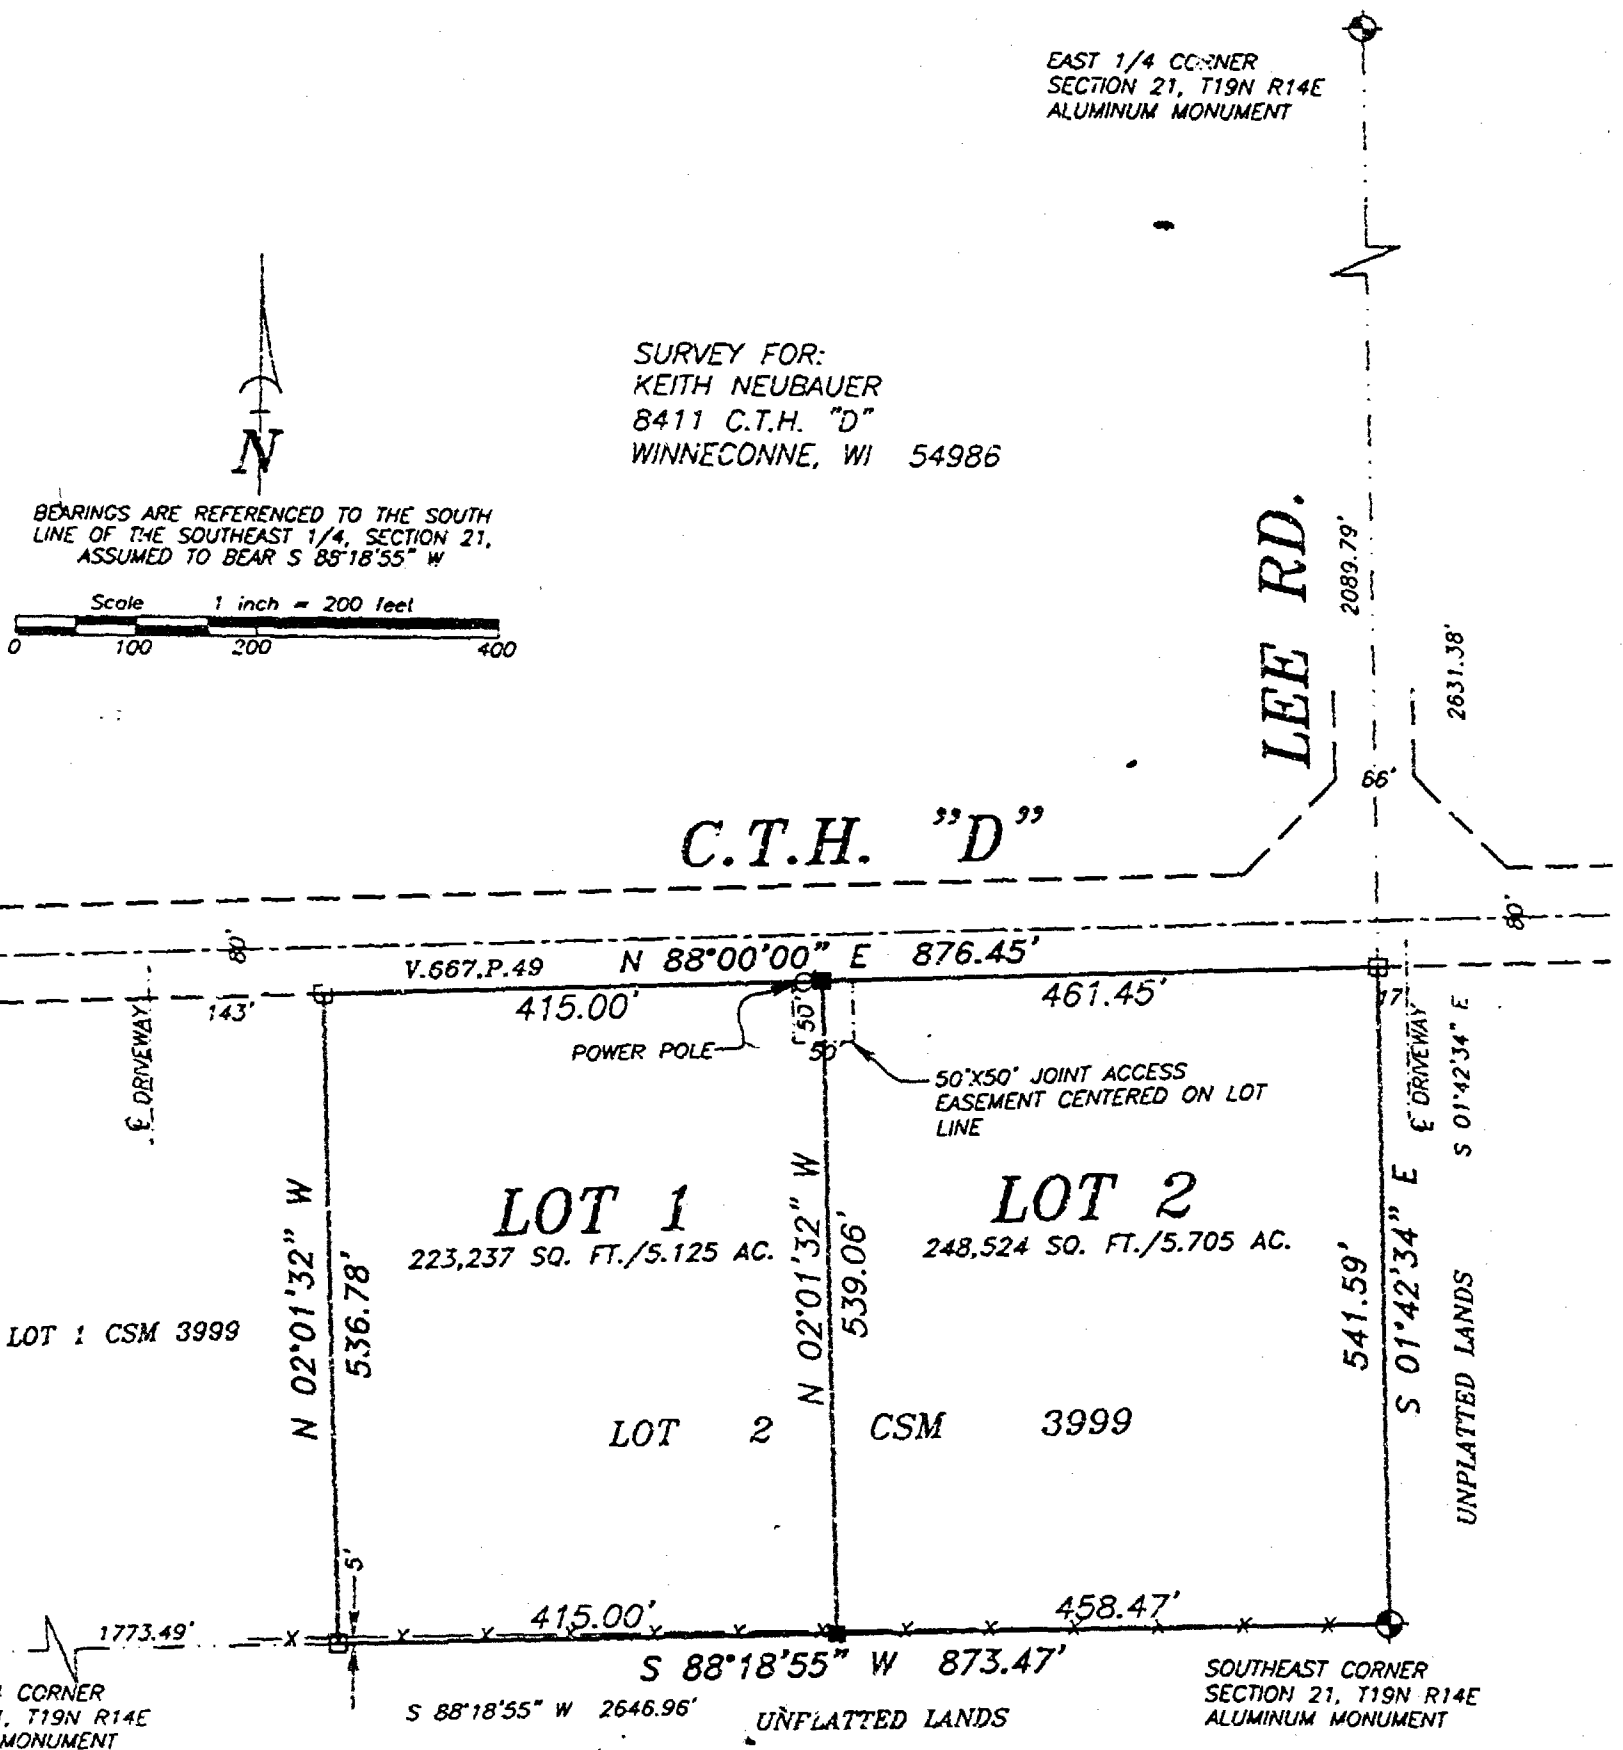 EAST 1/4 CORNER
SECTION 21, T19N R14E
ALUMINUM MONUMENT
SURVEY FOR:
KEITH NEUBAUER
8411 C.T.H. "D"
WINNECONNE, WI 54986
N
BEARINGS ARE REFERENCED TO THE SOUTH
LINE OF THE SOUTHEAST 1/4, SECTION 21,
ASSUMED TO BEAR S 88°18'55" W
Scale 1 inch = 200 feet
0 100 200 400
LEE RD.
2089.79'
2631.38'
66'
C.T.H. "D"
80'
80'
V.667,P.49
N 88°00'00" E 876.45'
143'
415.00'
461.45'
17'
50'
50'
POWER POLE
50'X50' JOINT ACCESS
EASEMENT CENTERED ON LOT
LINE
℄ DRIVEWAY
℄ DRIVEWAY
S 01°42'34" E
LOT 1
223,237 SQ. FT./5.125 AC.
LOT 2
248,524 SQ. FT./5.705 AC.
N 02°01'32" W
536.78'
N 02°01'32" W
539.06'
541.59'
S 01°42'34" E
UNPLATTED LANDS
LOT 1 CSM 3999
LOT 2 CSM 3999
5'
1773.49'
415.00'
458.47'
S 88°18'55" W 873.47'
S 88°18'55" W 2646.96'
UNPLATTED LANDS
CORNER
T19N R14E
MONUMENT
SOUTHEAST CORNER
SECTION 21, T19N R14E
ALUMINUM MONUMENT